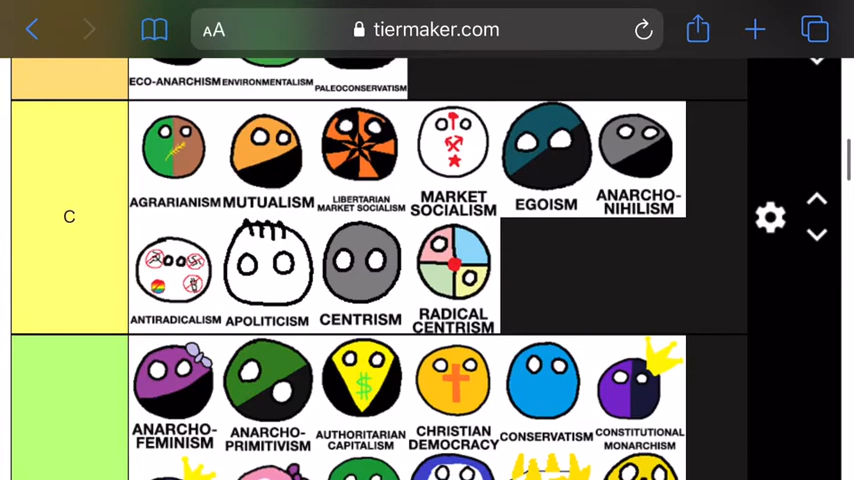 AA tiermaker.com
ECO-ANARCHISM ENVIRONMENTALISM PALEOCONSERVATISM
C
AGRARIANISM MUTUALISM LIBERTARIAN
MARKET SOCIALISM MARKET
SOCIALISM EGOISM ANARCHO-
NIHILISM
ANTIRADICALISM APOLITICISM CENTRISM RADICAL
CENTRISM
$
ANARCHO-
FEMINISM ANARCHO-
PRIMITIVISM AUTHORITARIAN
CAPITALISM CHRISTIAN
DEMOCRACY CONSERVATISM CONSTITUTIONAL
MONARCHISM